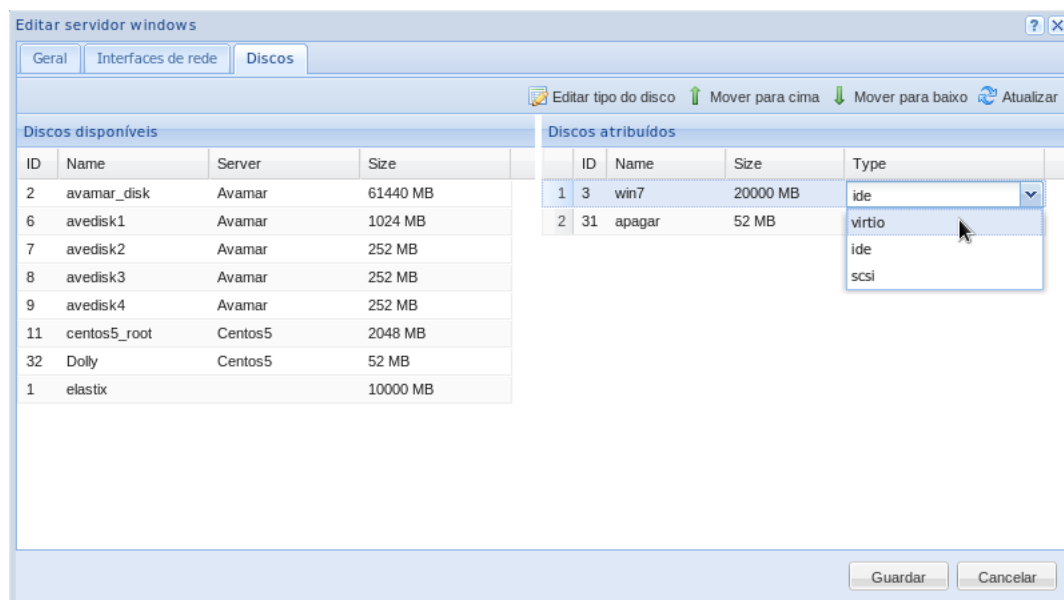 Editar servidor windows
Geral Interfaces de rede Discos
Editar tipo do disco Mover para cima Mover para baixo Atualizar
Discos disponíveis
ID Name Server Size
2 avamar_disk Avamar 61440 MB
6 avedisk1 Avamar 1024 MB
7 avedisk2 Avamar 252 MB
8 avedisk3 Avamar 252 MB
9 avedisk4 Avamar 252 MB
11 centos5_root Centos5 2048 MB
32 Dolly Centos5 52 MB
1 elastix 10000 MB
Discos atribuídos
ID Name Size Type
1 3 win7 20000 MB ide
2 31 apagar 52 MB
virtio
ide
scsi
Guardar Cancelar